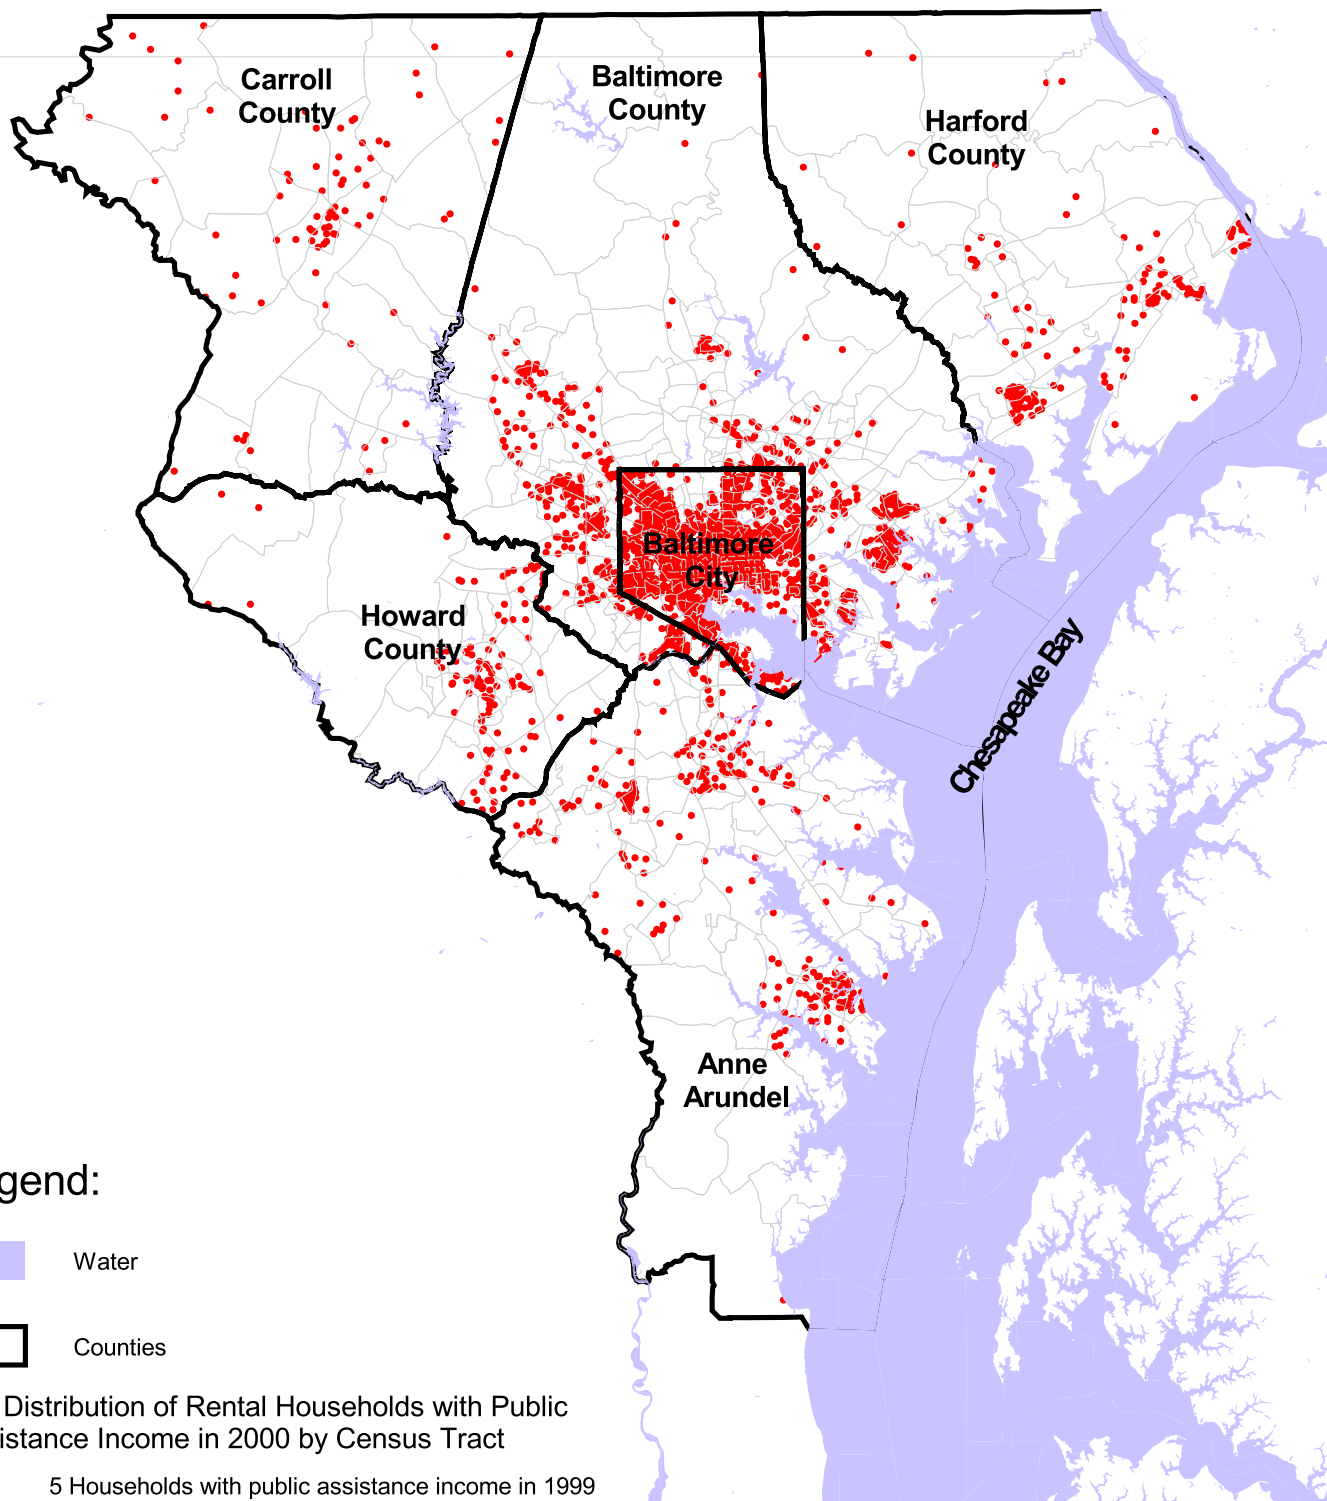 Carroll
County
Baltimore
County
Harford
County
Baltimore
City
Howard
County
Chesapeake Bay
Anne
Arundel
gend:
Water
Counties
Distribution of Rental Households with Public
istance Income in 2000 by Census Tract
5 Households with public assistance income in 1999